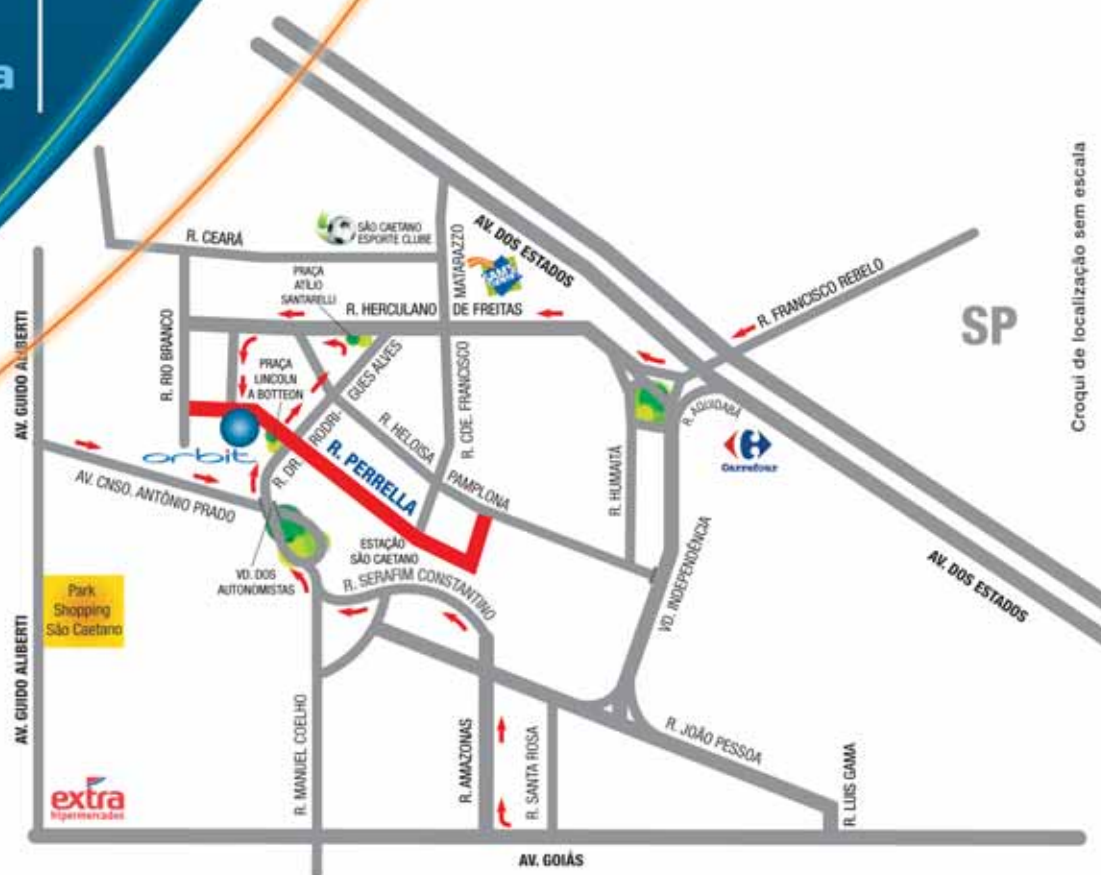 a
R. CEARÁ
SÃO CAETANO
ESPORTE CLUBE
MATARAZZO
AV. DOS ESTADOS
SAM'S
PRAÇA
ATÍLIO
SANTARELLI
R. HERCULANO
DE FREITAS
R. FRANCISCO REBELO
SP
Croqui de localização sem escala
AV. GUIDO ALIBERTI
R. RIO BRANCO
PRAÇA
LINCOLN
A BOTTEON
R. DR. RODRI-
GUES ALVES
R. HELOISA
PAMPLONA
R. CDE. FRANCISCO
R. AQUIDABÃ
Carrefour
orbit
R. PERRELLA
R. HUMAITÁ
AV. CNSO. ANTÔNIO PRADO
VD. DOS
AUTONOMISTAS
ESTAÇÃO
SÃO CAETANO
R. SERAFIM CONSTANTINO
VD. INDEPENDÊNCIA
AV. DOS ESTADOS
Park
Shopping
São Caetano
AV. GUIDO ALIBERTI
R. MANUEL COELHO
R. AMAZONAS
R. SANTA ROSA
R. JOÃO PESSOA
R. LUIS GAMA
extra
hipermercados
AV. GOIÁS